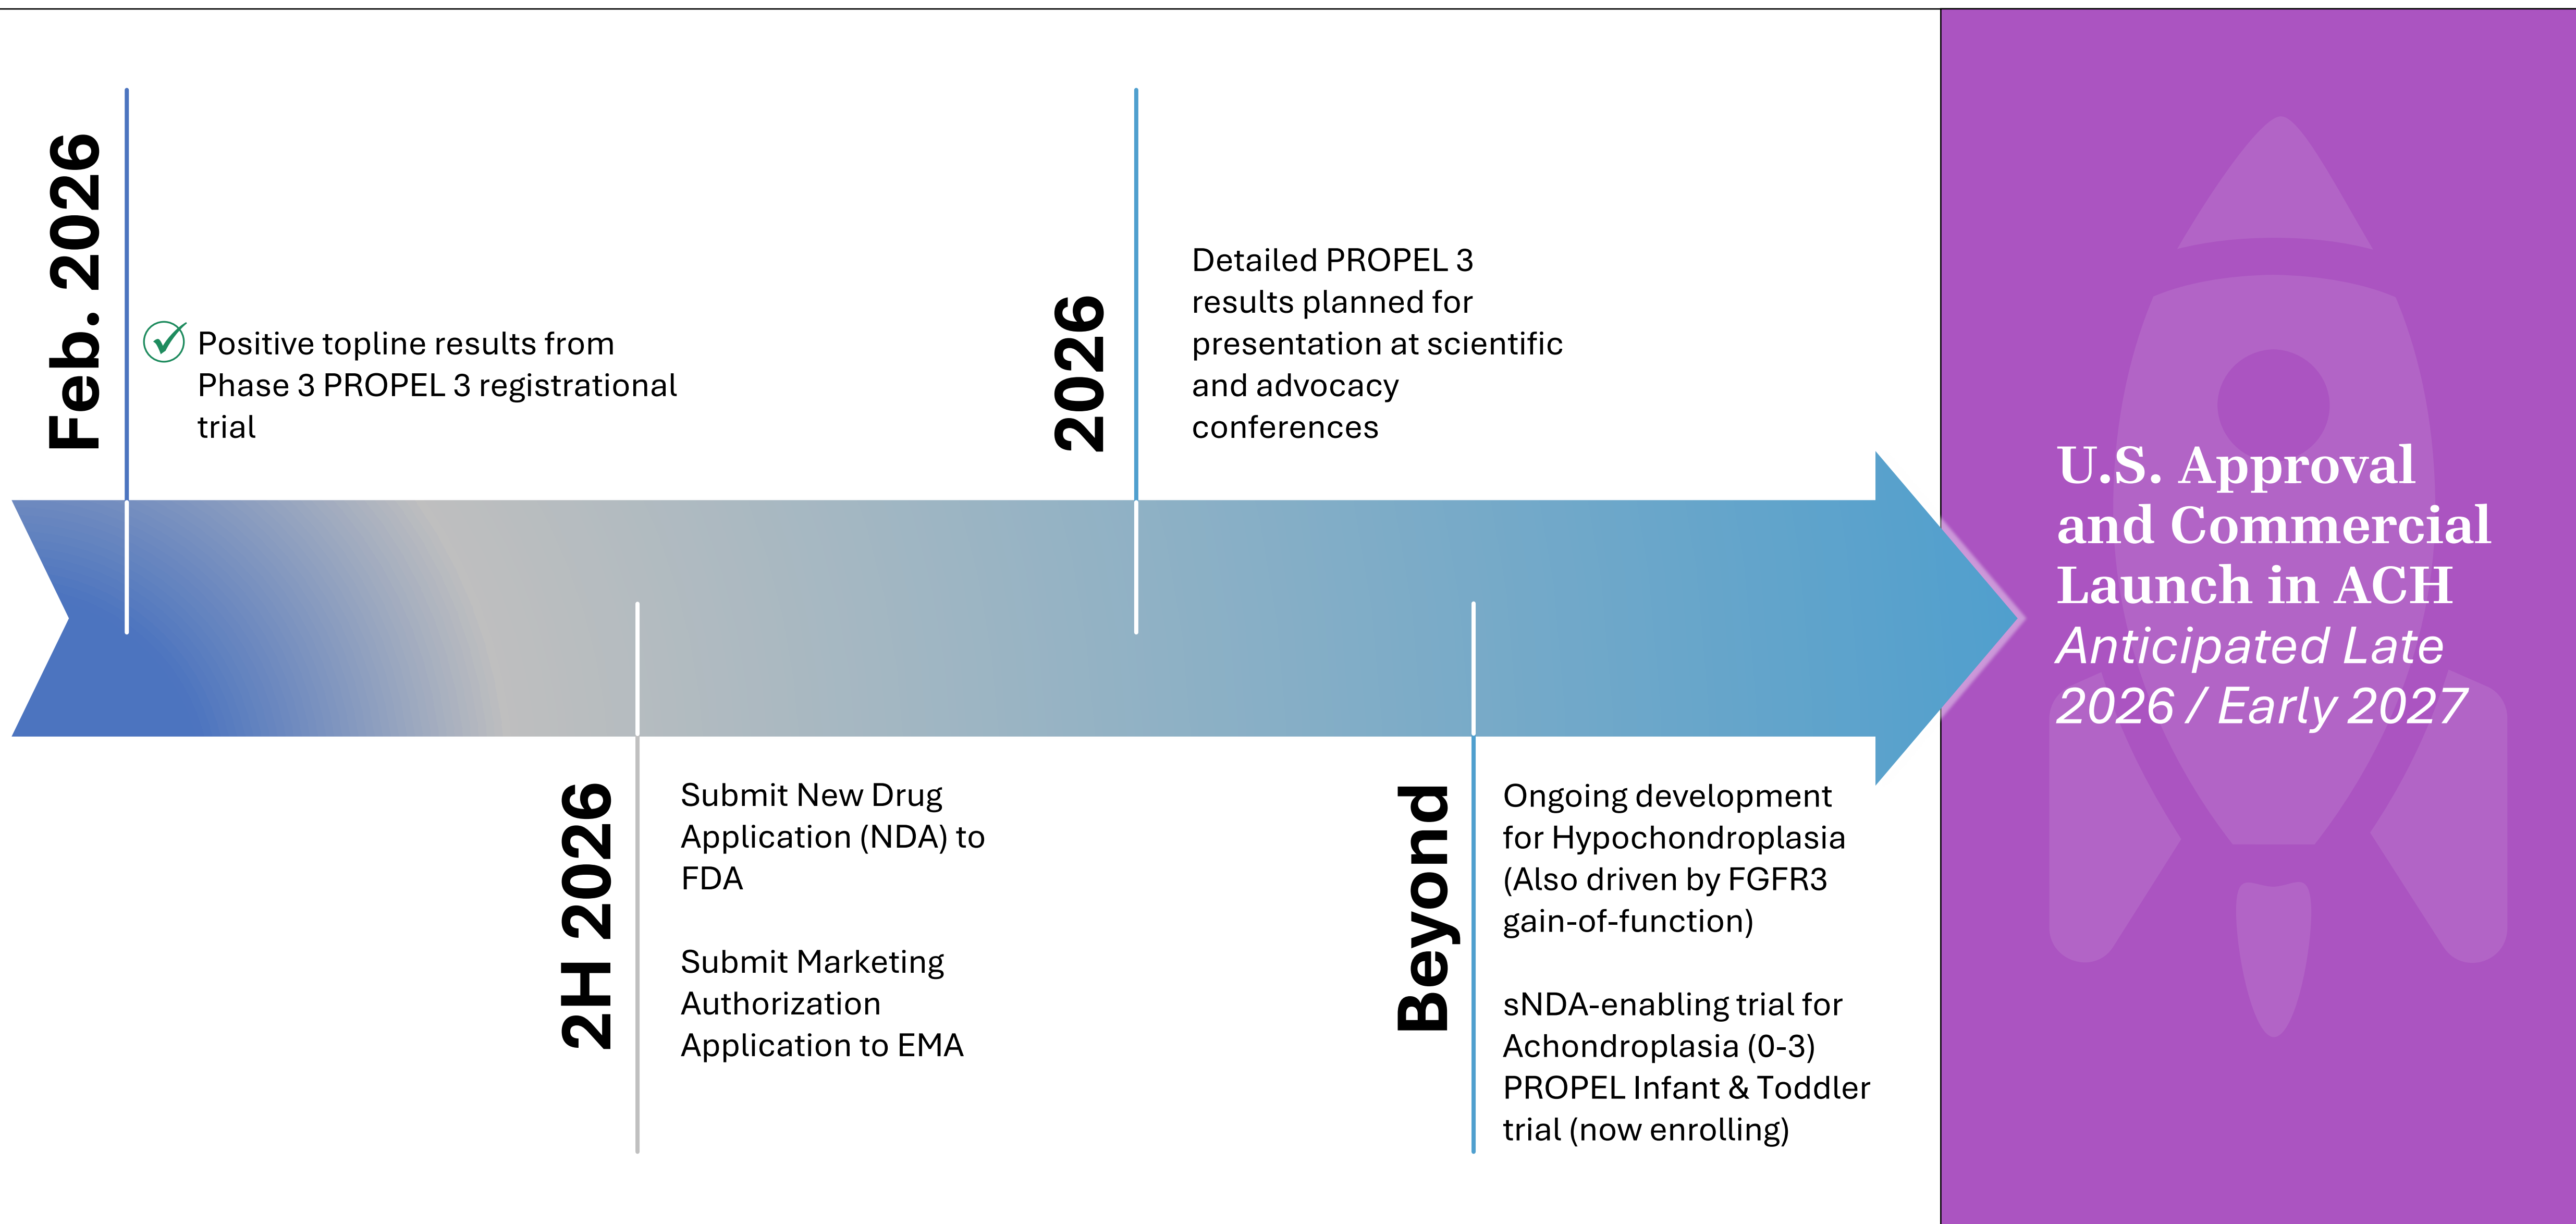 Feb. 2026
Positive topline results from
Phase 3 PROPEL 3 registrational
trial
2H 2026
Submit New Drug
Application (NDA) to
FDA
Submit Marketing
Authorization
Application to EMA
2026
Detailed PROPEL 3
results planned for
presentation at scientific
and advocacy
conferences
Beyond
Ongoing development
for Hypochondroplasia
(Also driven by FGFR3
gain-of-function)
sNDA-enabling trial for
Achondroplasia (0-3)
PROPEL Infant & Toddler
trial (now enrolling)
U.S. Approval
and Commercial
Launch in ACH
Anticipated Late
2026 / Early 2027